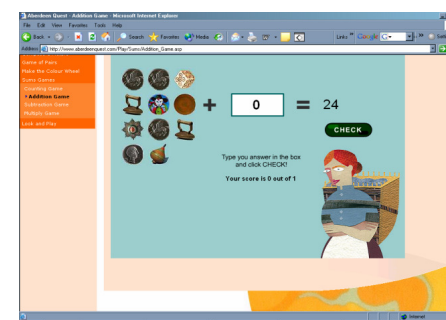 Aberdeen Quest - Addition Game - Microsoft Internet Explorer
File Edit View Favorites Tools Help
Back Search Favorites Media
Links Google
Address http://www.aberdeenquest.com/Play/Sums/Addition_Game.asp
Game of Pairs
Make the Colour Wheel
Sums Games
Counting Game
Addition Game
Subtraction Game
Multiply Game
Look and Play
+ 0 = 24
CHECK
Type you answer in the box
and click CHECK!
Your score is 0 out of 1
Internet